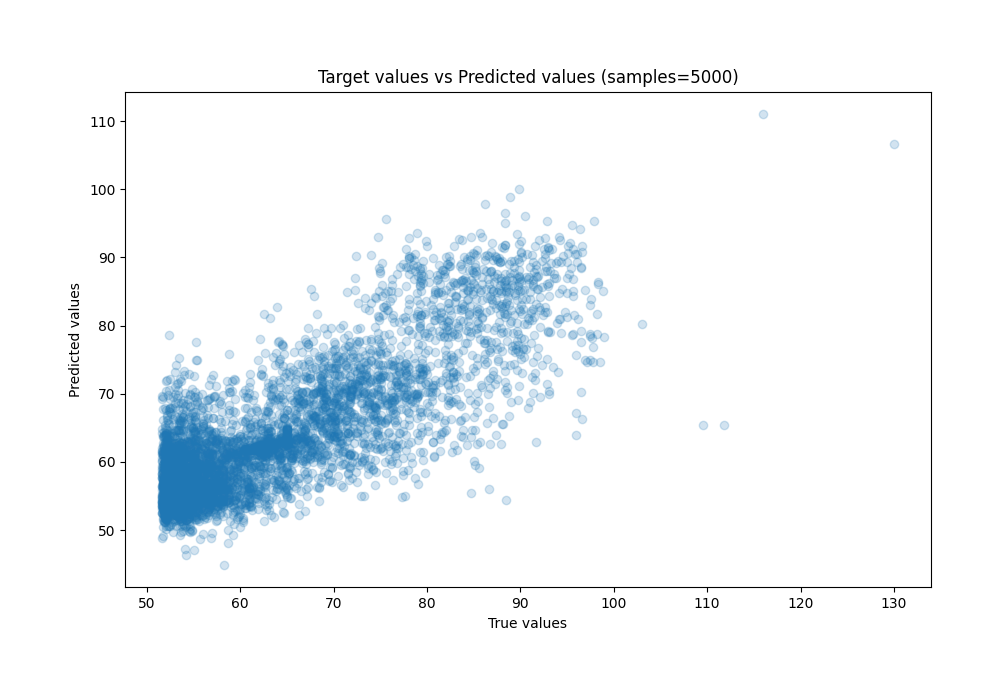 Target values vs Predicted values (samples=5000)
110
100
90
80
70
60
50
Predicted values
50 60 70 80 90 100 110 120 130
True values